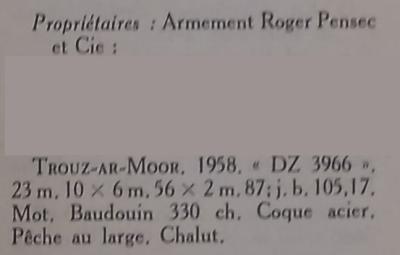 Propriétaires : Armement Roger Pensec
et Cie :
TROUZ-AR-MOOR, 1958, « DZ 3966 »,
23 m, 10 × 6 m, 56 × 2 m, 87; j. b. 105,17.
Mot. Baudouin 330 ch. Coque acier.
Pêche au large. Chalut.